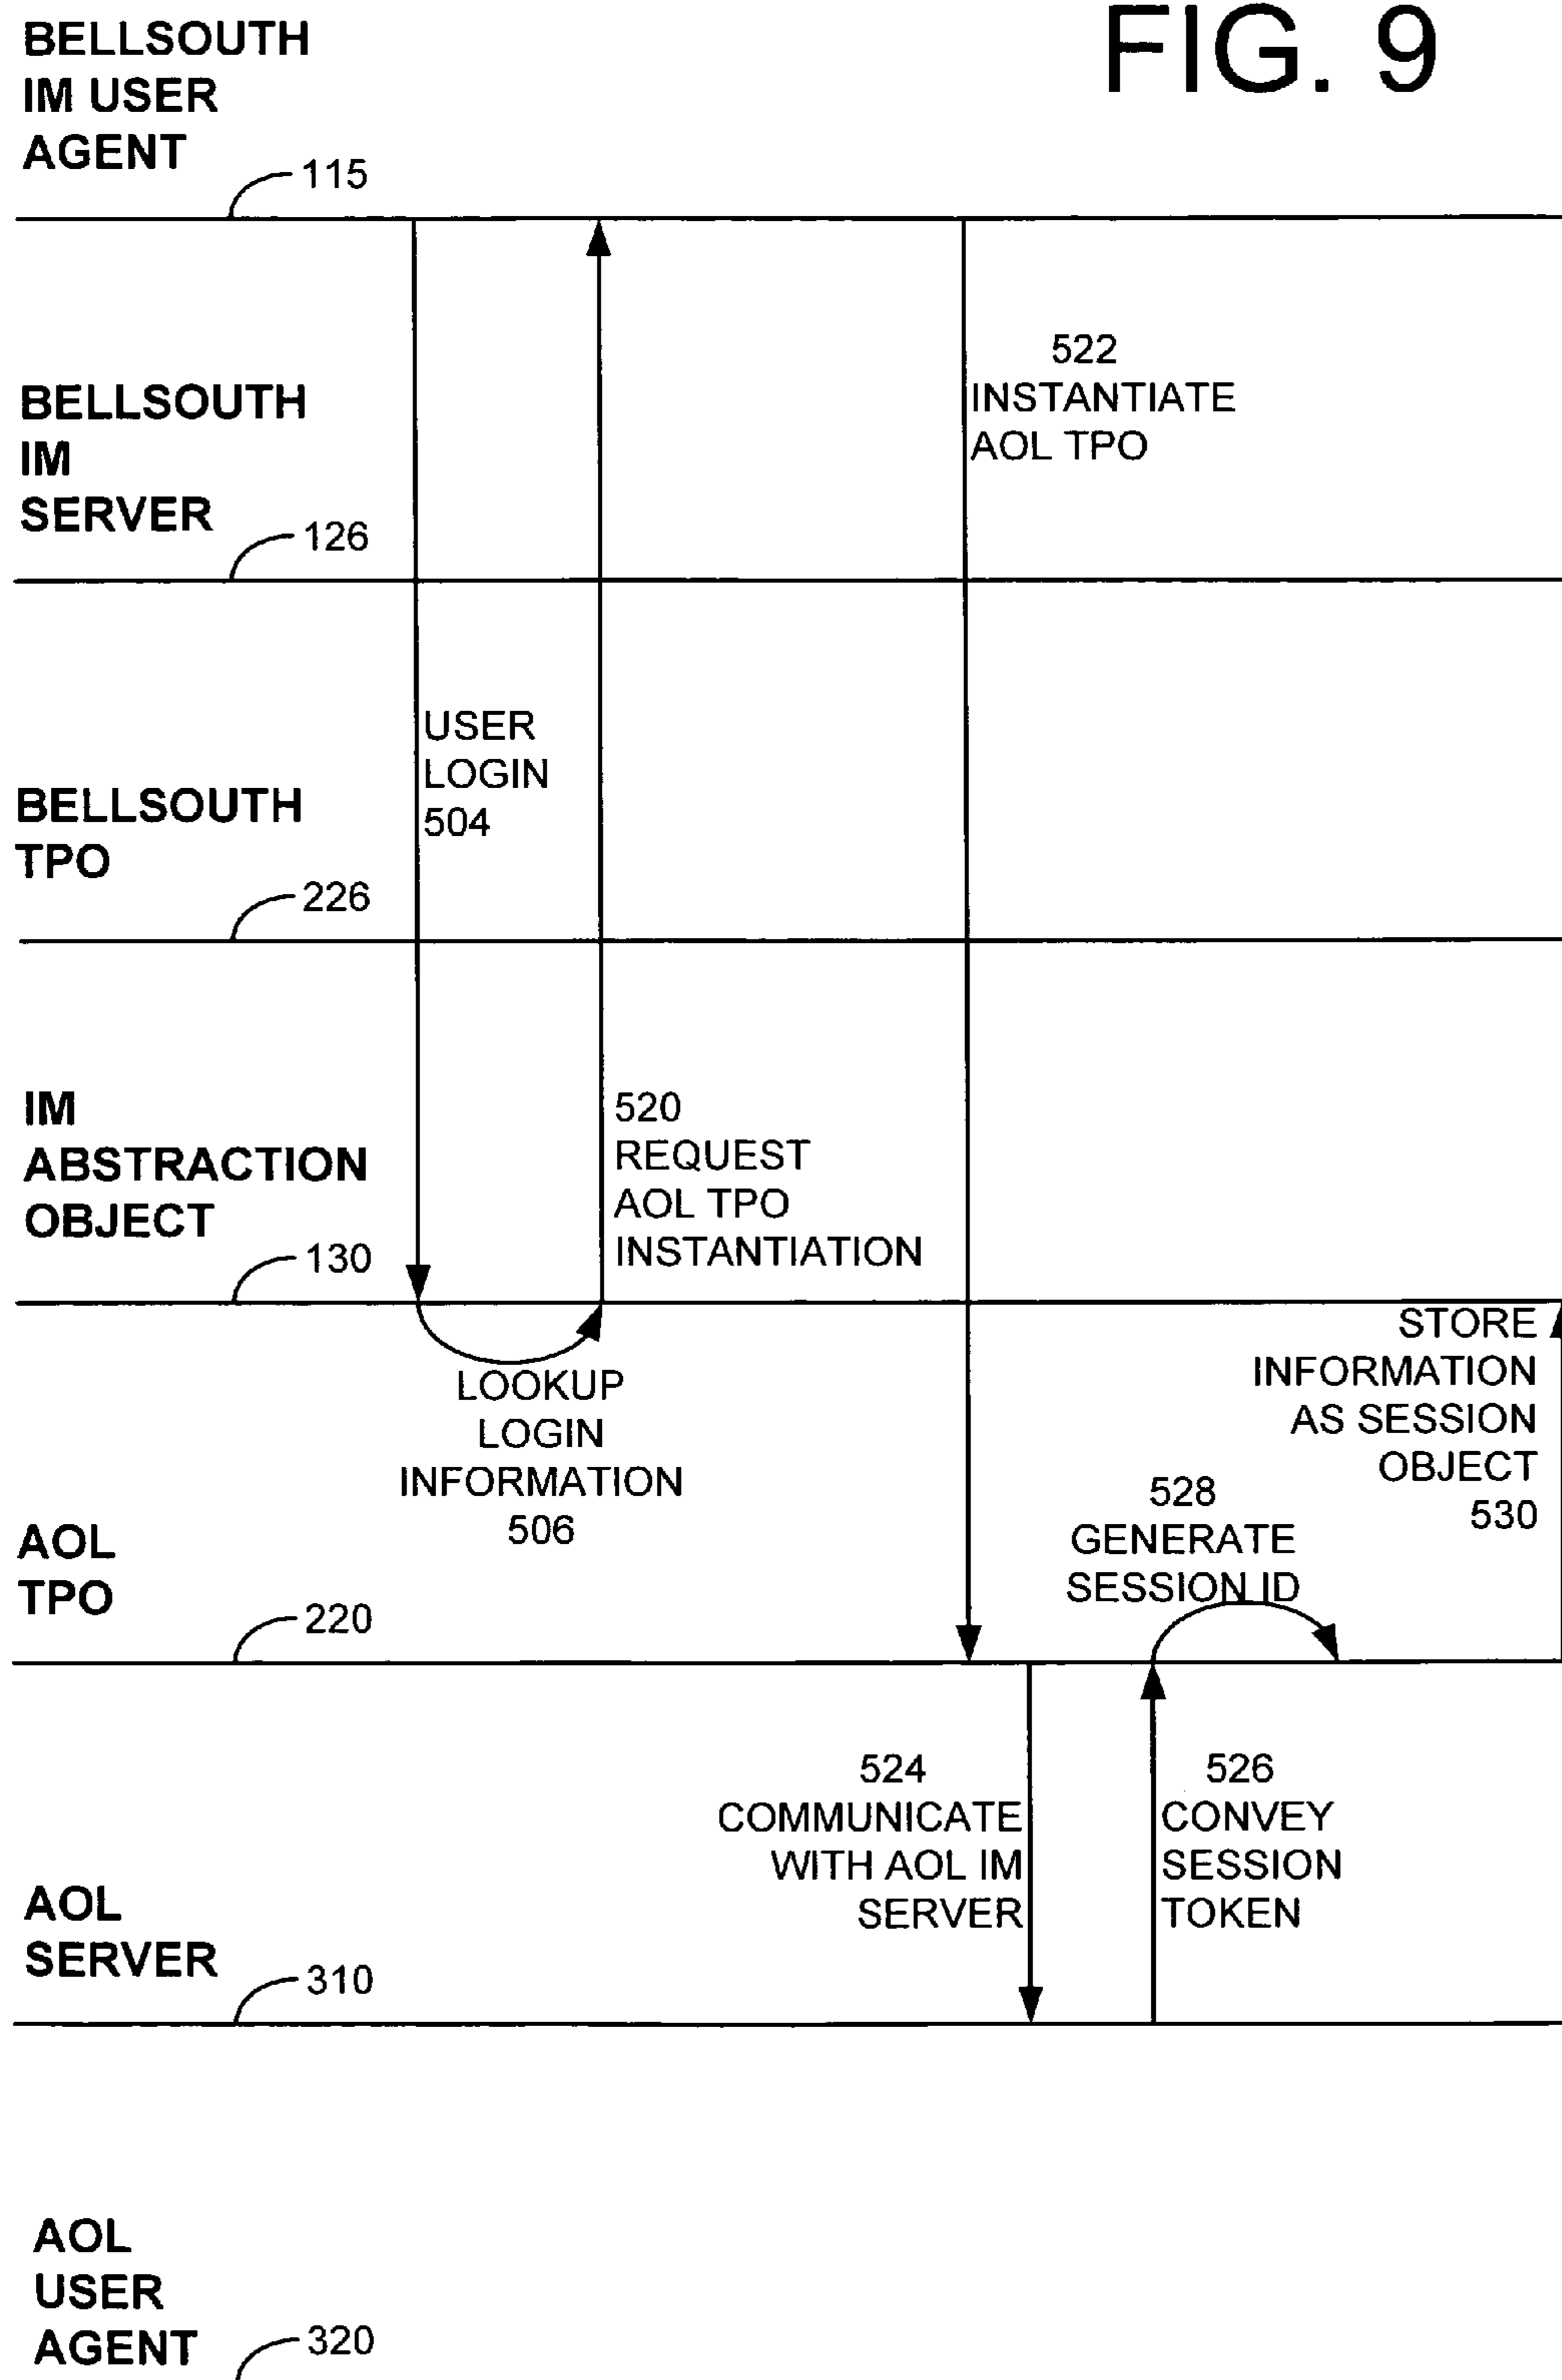 FIG. 9
BELLSOUTH
IM USER
AGENT
115
522
INSTANTIATE
AOL TPO
BELLSOUTH
IM
SERVER
126
USER
LOGIN
504
BELLSOUTH
TPO
226
IM
ABSTRACTION
OBJECT
130
520
REQUEST
AOL TPO
INSTANTIATION
LOOKUP
LOGIN
INFORMATION
506
STORE
INFORMATION
AS SESSION
OBJECT
530
528
GENERATE
SESSION ID
AOL
TPO
220
524
COMMUNICATE
WITH AOL IM
SERVER
526
CONVEY
SESSION
TOKEN
AOL
SERVER
310
AOL
USER
AGENT
320